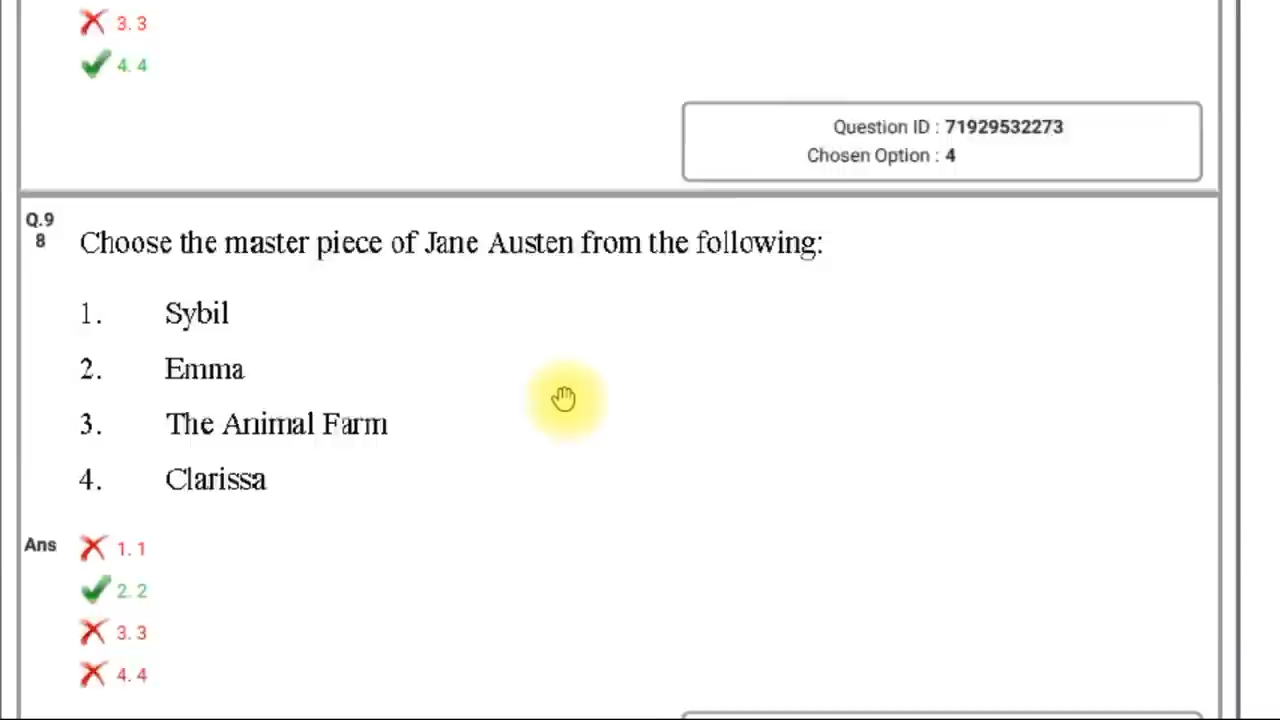 3. 3
4. 4
Question ID : 71929532273
Chosen Option : 4
Q.9
8
Choose the master piece of Jane Austen from the following:
1. Sybil
2. Emma
3. The Animal Farm
4. Clarissa
Ans
1. 1
2. 2
3. 3
4. 4